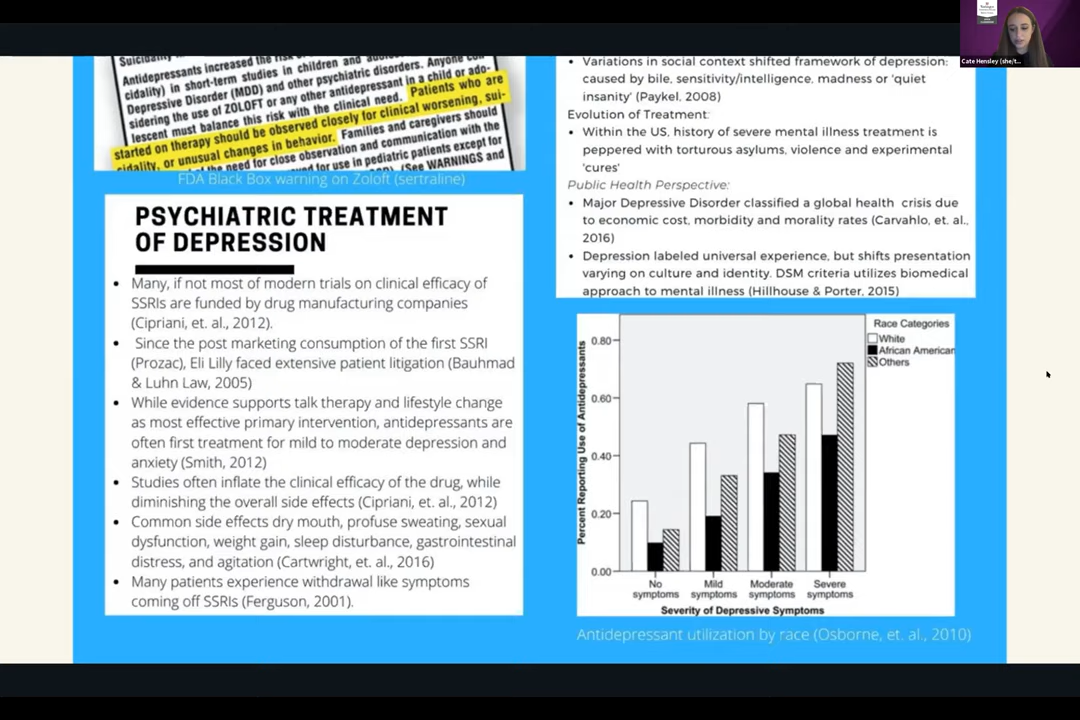 Suicidality
Antidepressants increased the risk
cidality) in short-term studies in children and
Depressive Disorder (MDD) and other psychiatric disorders. Anyone con-
sidering the use of ZOLOFT or any other antidepressant in a child or ado-
lescent must balance this risk with the clinical need. Patients who are
started on therapy should be observed closely for clinical worsening, sui-
cidality, or unusual changes in behavior. Families and caregivers should
need for close observation and communication with the
for use in pediatric patients except for
(See WARNINGS and
FDA Black Box warning on Zoloft (sertraline)
PSYCHIATRIC TREATMENT
OF DEPRESSION
• Many, if not most of modern trials on clinical efficacy of
SSRIs are funded by drug manufacturing companies
(Cipriani, et. al., 2012).
• Since the post marketing consumption of the first SSRI
(Prozac), Eli Lilly faced extensive patient litigation (Bauhmad
& Luhn Law, 2005)
• While evidence supports talk therapy and lifestyle change
as most effective primary intervention, antidepressants are
often first treatment for mild to moderate depression and
anxiety (Smith, 2012)
• Studies often inflate the clinical efficacy of the drug, while
diminishing the overall side effects (Cipriani, et. al., 2012)
• Common side effects dry mouth, profuse sweating, sexual
dysfunction, weight gain, sleep disturbance, gastrointestinal
distress, and agitation (Cartwright, et. al., 2016)
• Many patients experience withdrawal like symptoms
coming off SSRIs (Ferguson, 2001).
• Variations in social context shifted framework of depression:
caused by bile, sensitivity/intelligence, madness or 'quiet
insanity' (Paykel, 2008)
Evolution of Treatment:
• Within the US, history of severe mental illness treatment is
peppered with torturous asylums, violence and experimental
'cures'
Public Health Perspective:
• Major Depressive Disorder classified a global health crisis due
to economic cost, morbidity and morality rates (Carvahlo, et. al.,
2016)
• Depression labeled universal experience, but shifts presentation
varying on culture and identity. DSM criteria utilizes biomedical
approach to mental illness (Hillhouse & Porter, 2015)
Race Categories
White
African American
Others
Percent Reporting Use of Antidepressants
0.80
0.60
0.40
0.20
0.00
No symptoms
Mild symptoms
Moderate symptoms
Severe symptoms
Severity of Depressive Symptoms
Antidepressant utilization by race (Osborne, et. al., 2010)
Cate Hensley (she/t...